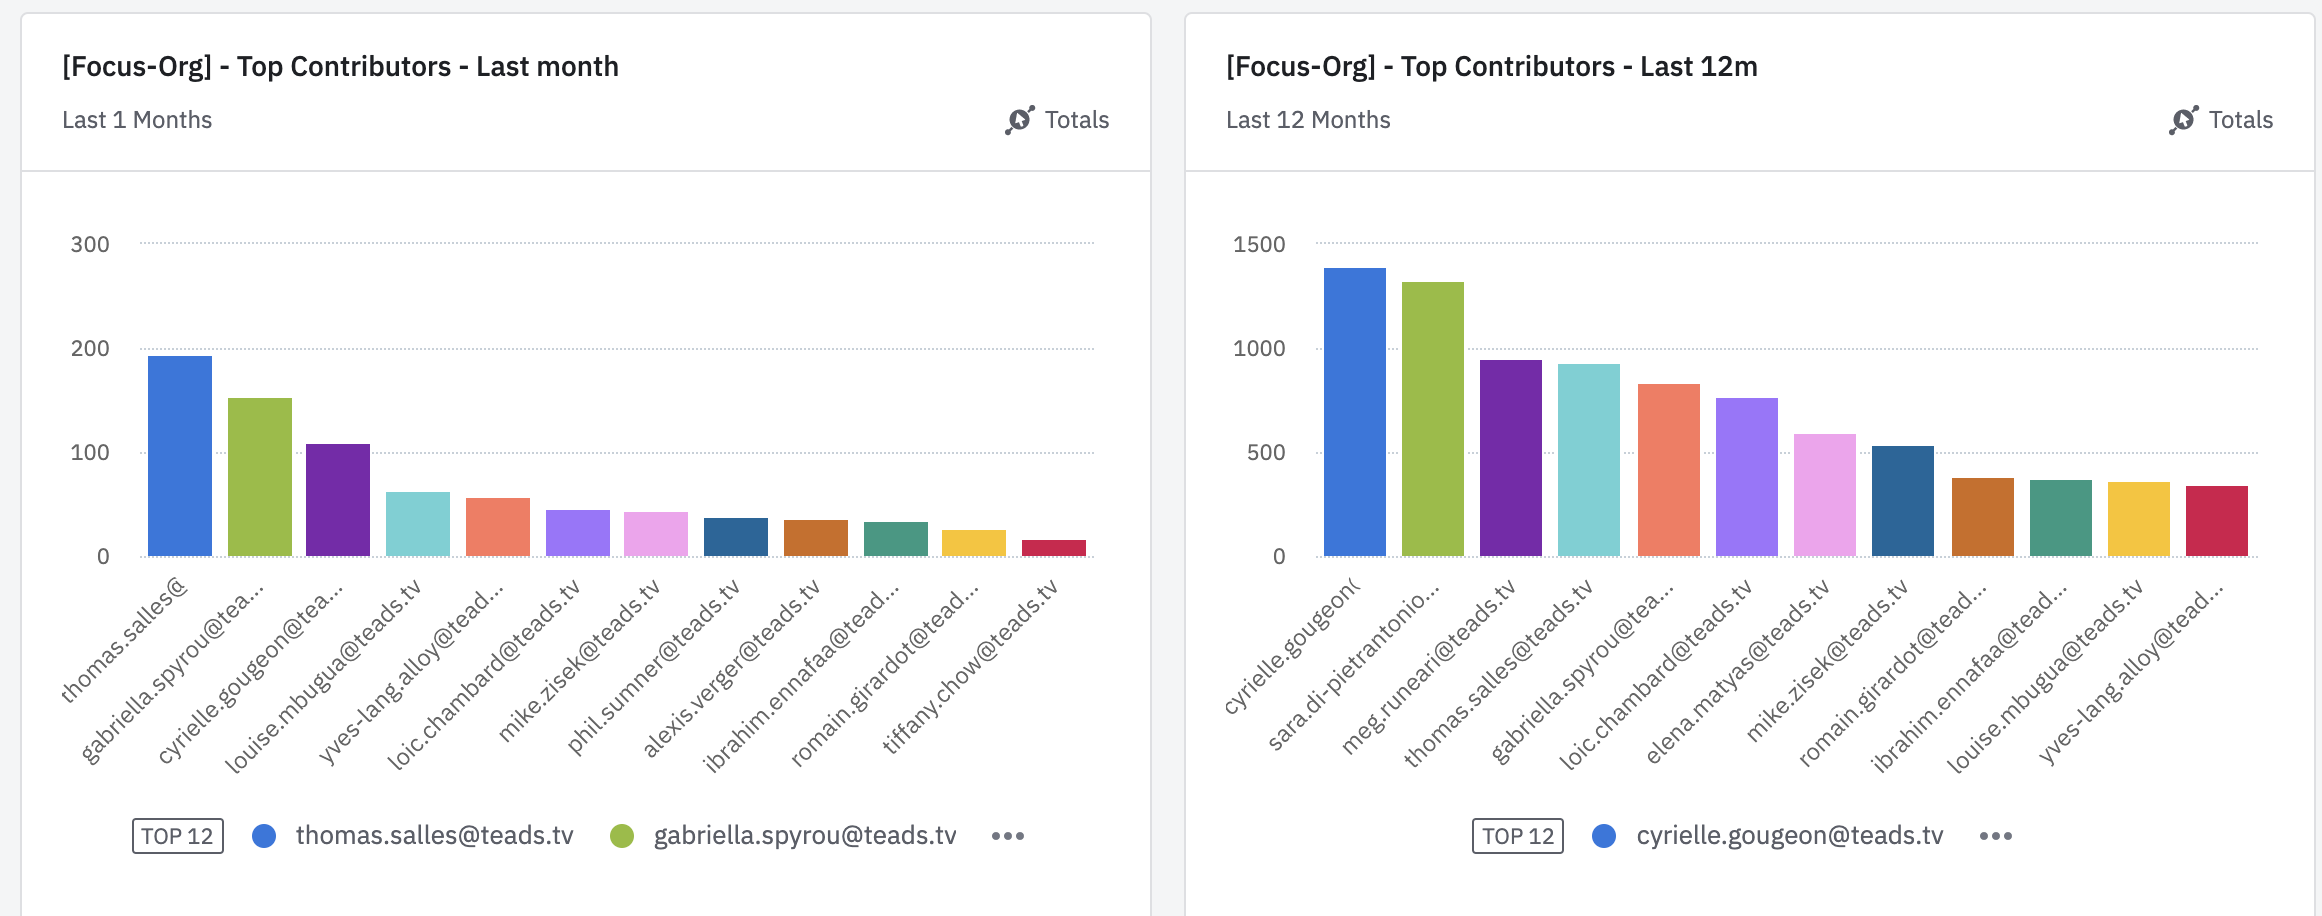 [Focus-Org] - Top Contributors - Last month
Last 1 Months
Totals
300
200
100
0
thomas.salles@
gabriella.spyrou@tea...
cyrielle.gougeon@tea...
louise.mbugua@teads.tv
yves-lang.alloy@tead...
loic.chambard@teads.tv
mike.zisek@teads.tv
phil.sumner@teads.tv
alexis.verger@teads.tv
ibrahim.ennafaa@tead...
romain.girardot@tead...
tiffany.chow@teads.tv
TOP 12
thomas.salles@teads.tv
gabriella.spyrou@teads.tv
[Focus-Org] - Top Contributors - Last 12m
Last 12 Months
Totals
1500
1000
500
0
cyrielle.gougeon(
sara.di-pietrantonio...
meg.runeari@teads.tv
thomas.salles@teads.tv
gabriella.spyrou@tea...
loic.chambard@teads.tv
elena.matyas@teads.tv
mike.zisek@teads.tv
romain.girardot@tead...
ibrahim.ennafaa@tead...
louise.mbugua@teads.tv
yves-lang.alloy@tead...
TOP 12
cyrielle.gougeon@teads.tv